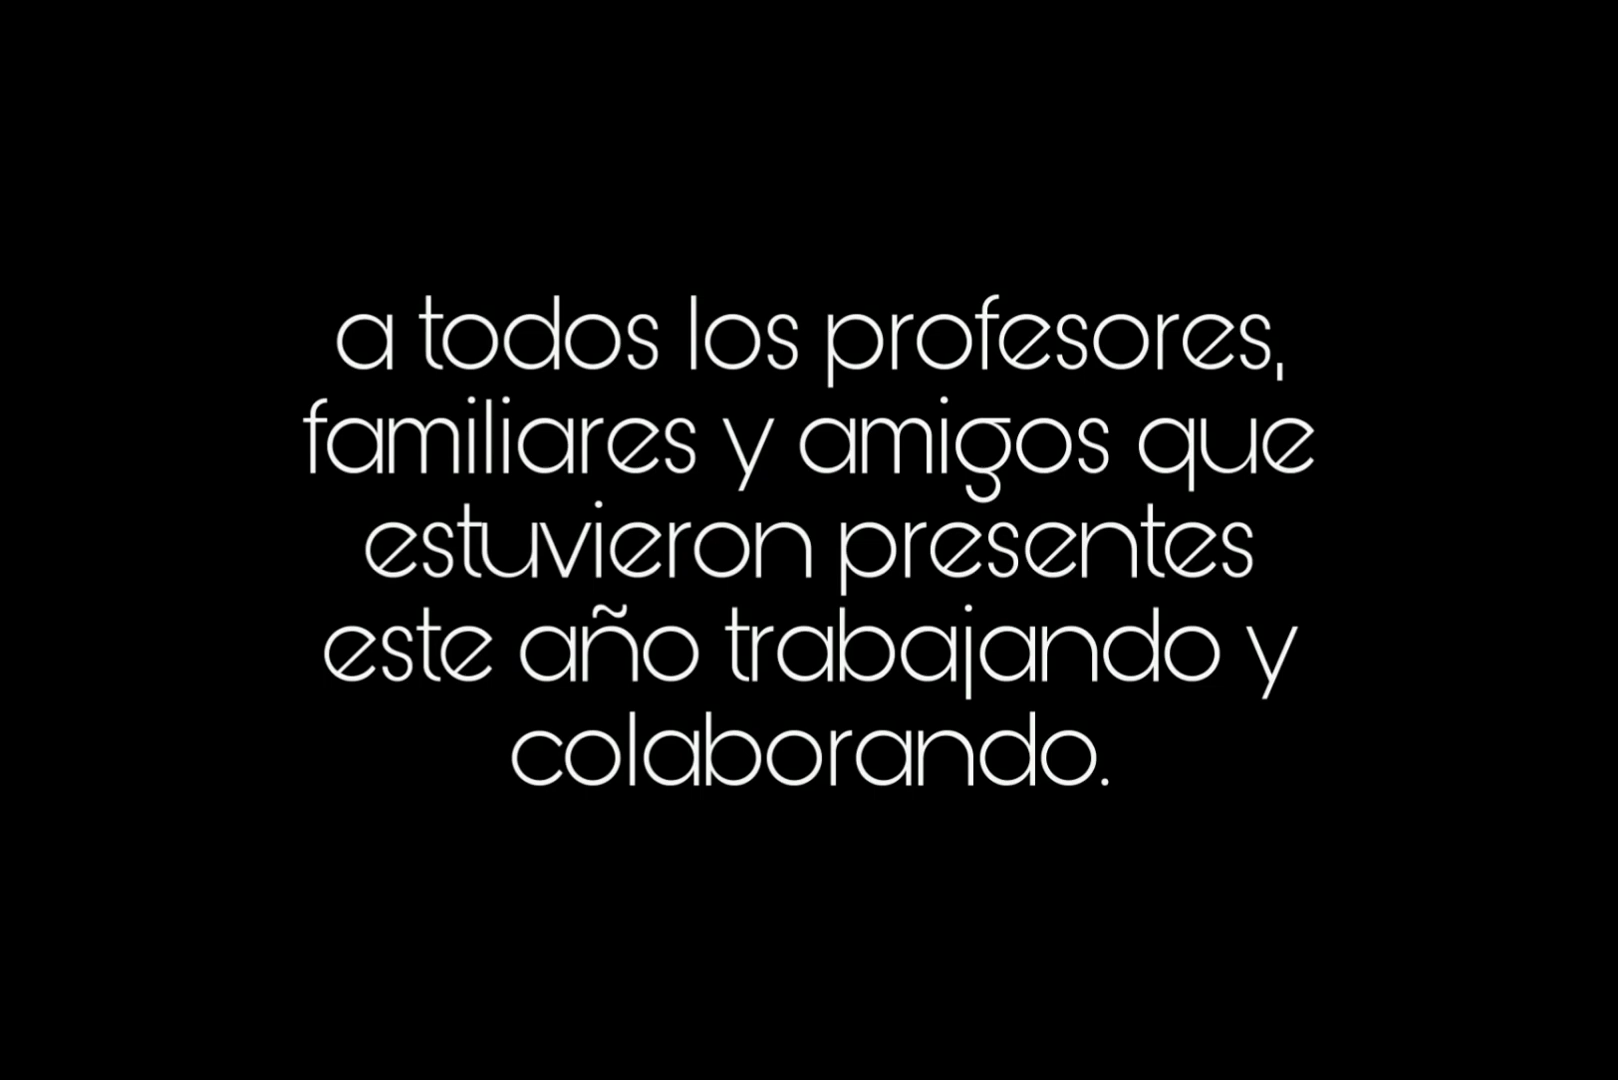 a todos los profesores,
familiares y amigos que
estuvieron presentes
este año trabajando y
colaborando.